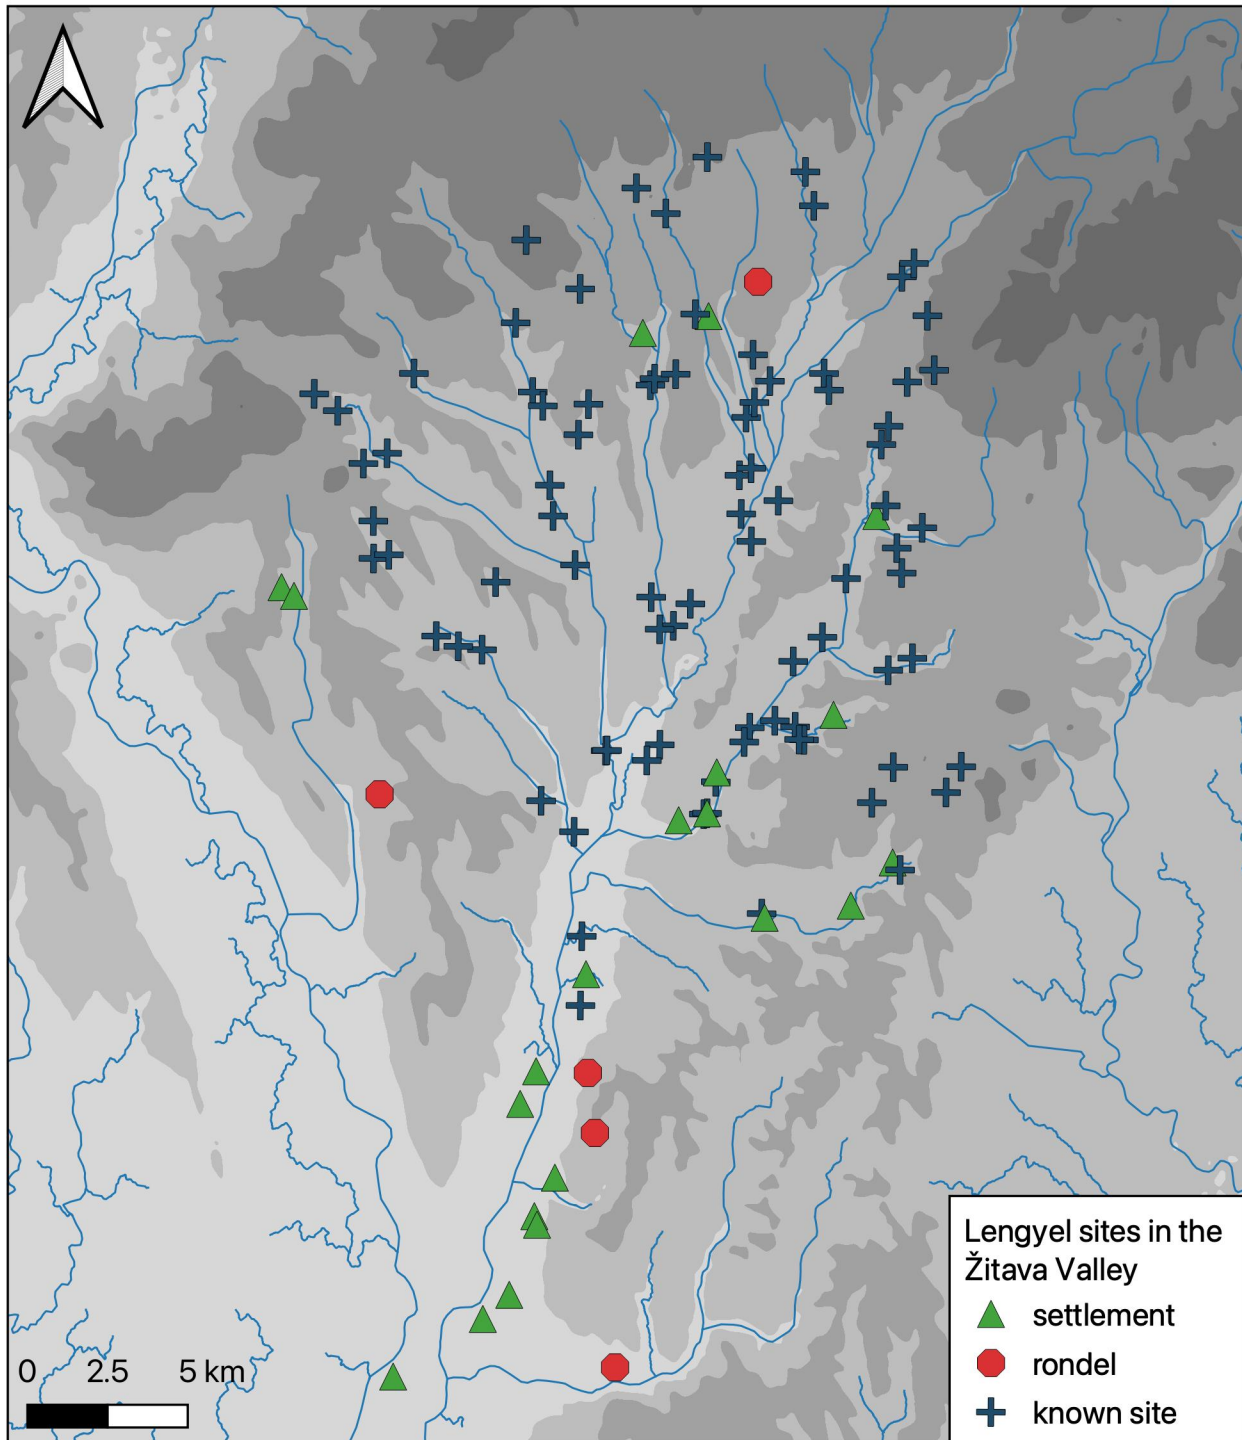 Lengyel sites in the
Žitava Valley
settlement
rondel
known site
0 2.5 5 km